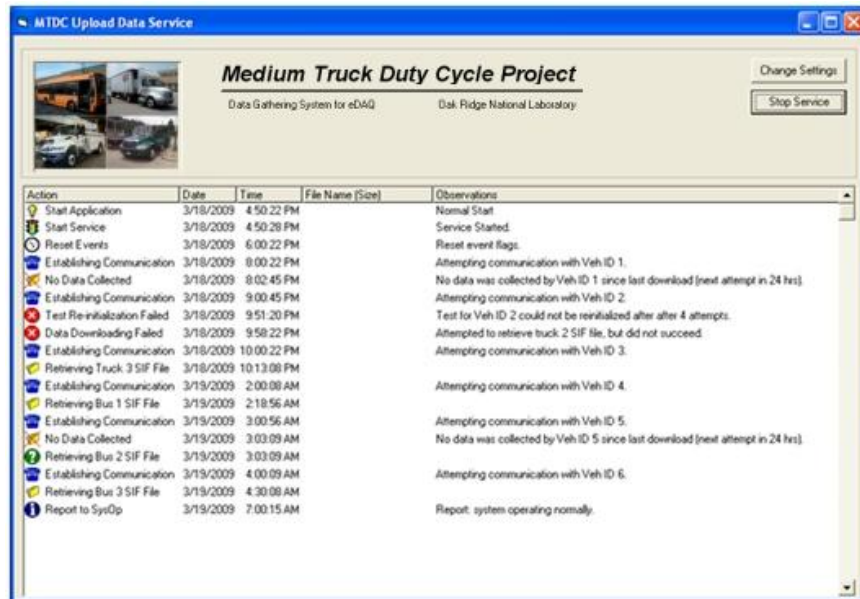 MTDC Upload Data Service
Medium Truck Duty Cycle Project
Data Gathering System for eDAQ Oak Ridge National Laboratory
Change Settings
Stop Service
Action Date Time File Name (Size) Observations
Start Application 3/18/2009 4:50:22 PM Normal Start
Start Service 3/18/2009 4:50:28 PM Service Started.
Reset Events 3/18/2009 6:00:22 PM Reset event flags.
Establishing Communication 3/18/2009 8:00:22 PM Attempting communication with Veh ID 1.
No Data Collected 3/18/2009 8:02:45 PM No data was collected by Veh ID 1 since last download (next attempt in 24 hrs).
Establishing Communication 3/18/2009 9:00:45 PM Attempting communication with Veh ID 2.
Test Re-initialization Failed 3/18/2009 9:51:20 PM Test for Veh ID 2 could not be reinitialized after after 4 attempts.
Data Downloading Failed 3/18/2009 9:58:22 PM Attempted to retrieve truck 2 SIF file, but did not succeed.
Establishing Communication 3/18/2009 10:00:22 PM Attempting communication with Veh ID 3.
Retrieving Truck 3 SIF File 3/18/2009 10:13:08 PM
Establishing Communication 3/19/2009 2:00:08 AM Attempting communication with Veh ID 4.
Retrieving Bus 1 SIF File 3/19/2009 2:18:56 AM
Establishing Communication 3/19/2009 3:00:56 AM Attempting communication with Veh ID 5.
No Data Collected 3/19/2009 3:03:09 AM No data was collected by Veh ID 5 since last download (next attempt in 24 hrs).
Retrieving Bus 2 SIF File 3/19/2009 3:03:09 AM
Establishing Communication 3/19/2009 4:00:09 AM Attempting communication with Veh ID 6.
Retrieving Bus 3 SIF File 3/19/2009 4:30:08 AM
Report to SysOp 3/19/2009 7:00:15 AM Report: system operating normally.